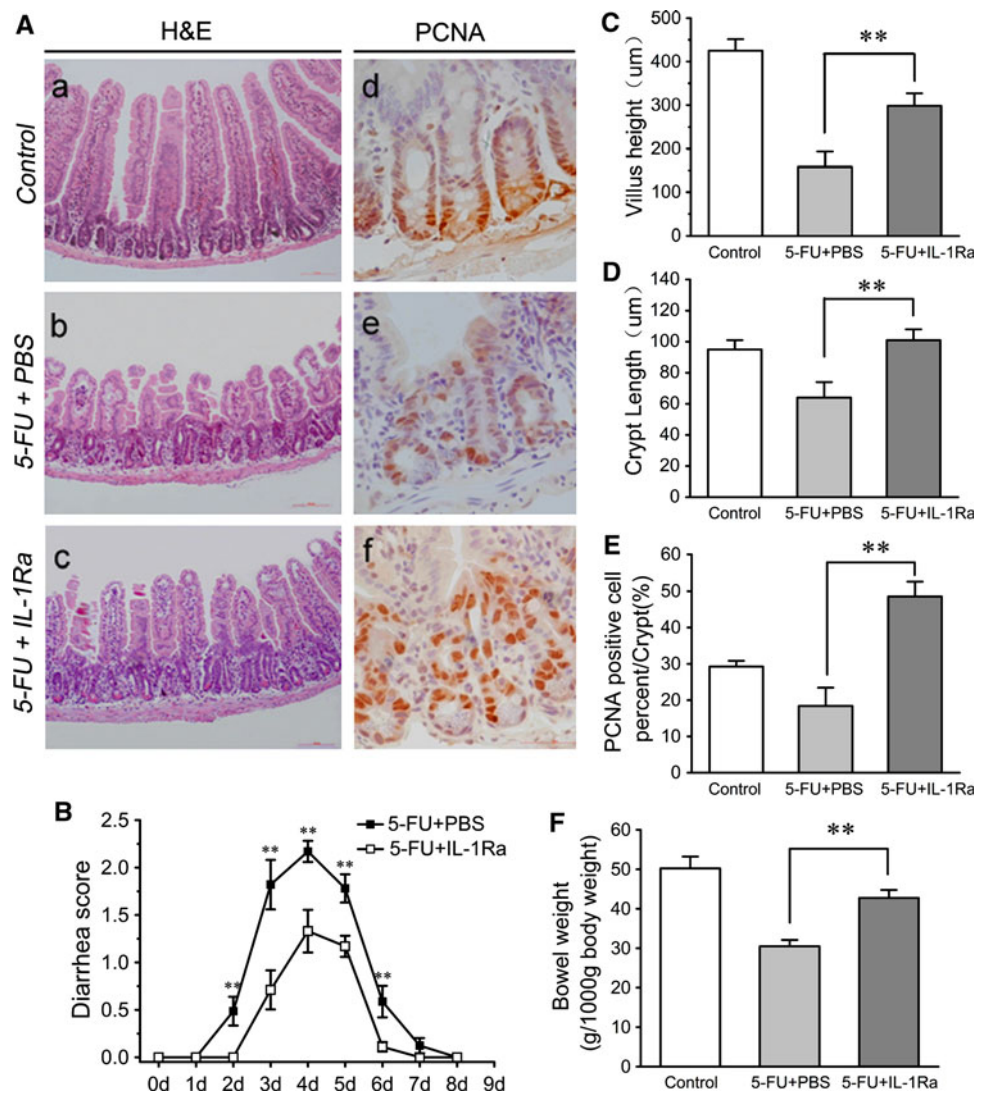 A
H&E
PCNA
Control
5-FU + PBS
5-FU + IL-1Ra
a
d
b
e
c
f
B
2.5
2.0
1.5
1.0
0.5
0.0
Diarrhea score
5-FU+PBS
5-FU+IL-1Ra
**
**
**
**
**
0d 1d 2d 3d 4d 5d 6d 7d 8d 9d
C
500
400
300
200
100
0
Villus height（um）
**
Control 5-FU+PBS 5-FU+IL-1Ra
D
140
120
100
80
60
40
20
0
Crypt Length（um）
**
Control 5-FU+PBS 5-FU+IL-1Ra
E
60
50
40
30
20
10
0
PCNA positive cell
percent/Crypt(%)
**
Control 5-FU+PBS 5-FU+IL-1Ra
F
60
50
40
30
20
10
0
Bowel weight
(g/1000g body weight)
**
Control 5-FU+PBS 5-FU+IL-1Ra